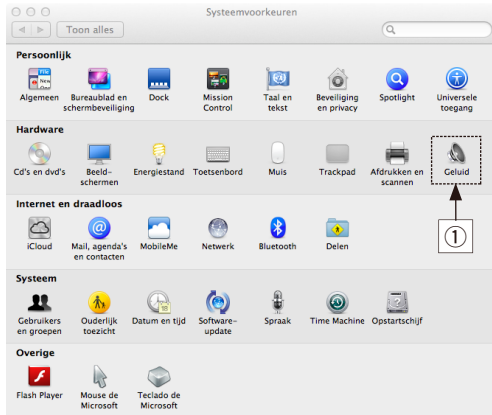 Systeemvoorkeuren
Toon alles
Persoonlijk
Algemeen
Bureaublad en schermbeveiliging
Dock
Mission Control
Taal en tekst
Beveiliging en privacy
Spotlight
Universele toegang
Hardware
Cd's en dvd's
Beeld-
schermen
Energiestand
Toetsenbord
Muis
Trackpad
Afdrukken en scannen
Geluid
1
Internet en draadloos
iCloud
Mail, agenda's en contacten
MobileMe
Netwerk
Bluetooth
Delen
Systeem
Gebruikers en groepen
Ouderlijk toezicht
Datum en tijd
Software-
update
Spraak
Time Machine
Opstartschijf
Overige
Flash Player
Mouse de Microsoft
Teclado de Microsoft